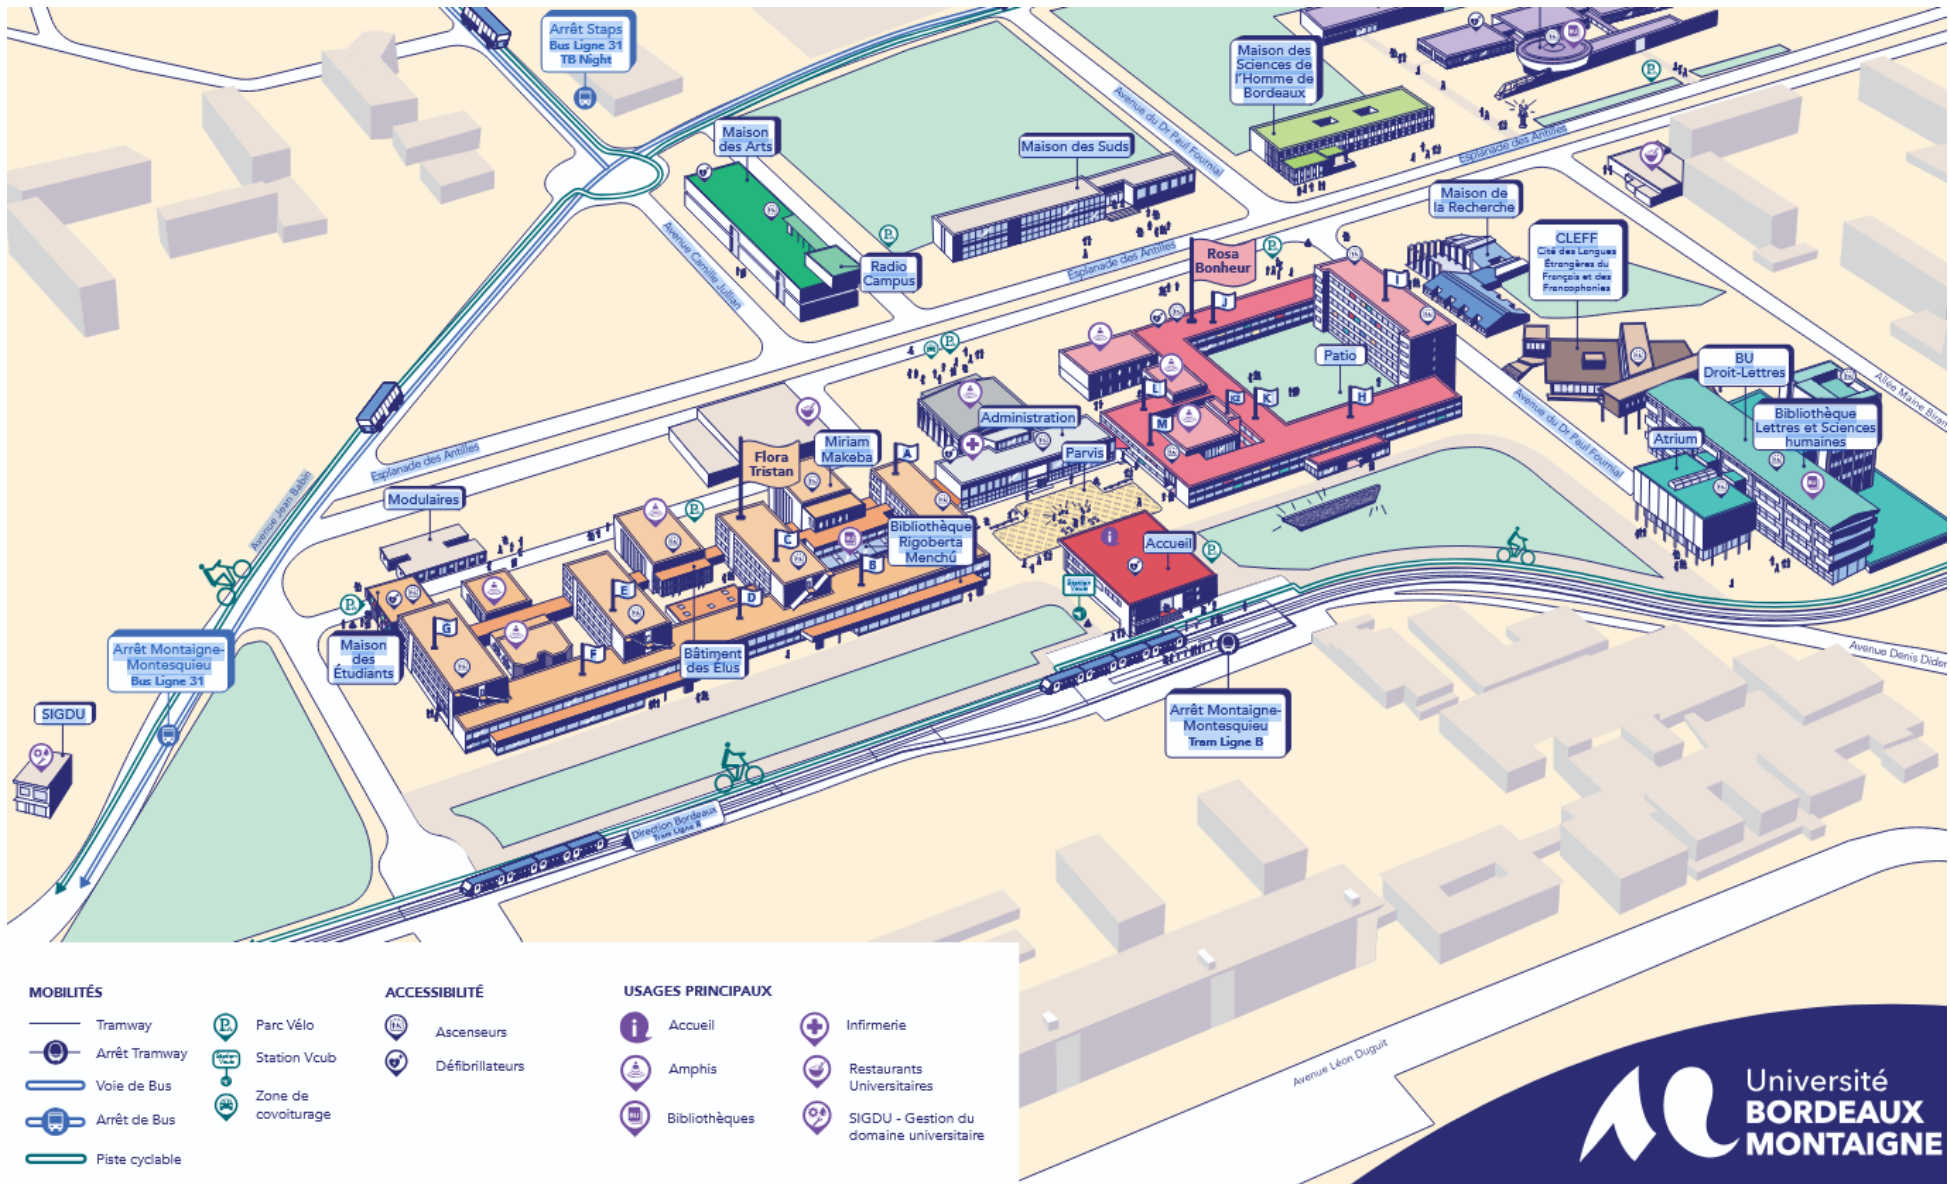 Arrêt Staps
Bus Ligne 31
TB Night
Maison des
Sciences de
l'Homme de
Bordeaux
Avenue du Dr Paul Fournial
Esplanade des Antilles
Maison
des Arts
Maison des Suds
Maison de
la Recherche
CLEFF
Cité des Langues
Étrangères du
Français et des
Francophonies
Radio
Campus
Avenue Camille Jullian
Esplanade des Antilles
Rosa
Bonheur
I
J
Patio
BU
Droit-Lettres
L
K2
K
H
M
Administration
Parvis
Avenue du Dr Paul Fournial
Atrium
Bibliothèque
Lettres et Sciences
humaines
Esplanade des Antilles
Avenue Jean Babin
Flora
Tristan
Miriam
Makeba
A
Modulaires
Bibliothèque
Rigoberta
Menchú
C
B
E
D
G
F
Accueil
Station
Vcub
Maison
des
Étudiants
Bâtiment
des Élus
Arrêt Montaigne-
Montesquieu
Bus Ligne 31
SIGDU
Arrêt Montaigne-
Montesquieu
Tram Ligne B
Direction Bordeaux
Tram Ligne B
Avenue Léon Duguit
MOBILITÉS
Tramway
Arrêt Tramway
Voie de Bus
Arrêt de Bus
Piste cyclable
Parc Vélo
Station Vcub
Zone de
covoiturage
ACCESSIBILITÉ
Ascenseurs
Défibrillateurs
USAGES PRINCIPAUX
Accueil
Amphis
Bibliothèques
Infirmerie
Restaurants
Universitaires
SIGDU - Gestion du
domaine universitaire
Université
BORDEAUX
MONTAIGNE